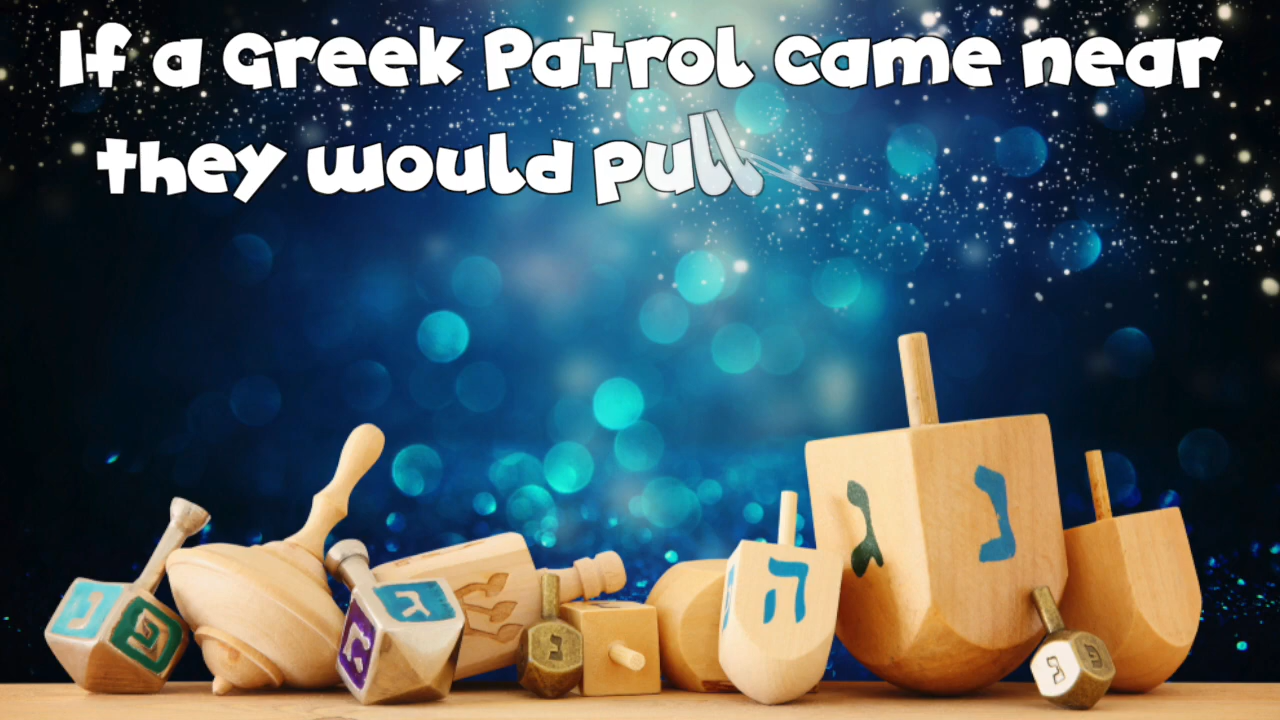 If a Greek Patrol came near
they would pull
נ
פ
ג
א
ש
נ
ה
ג
נ